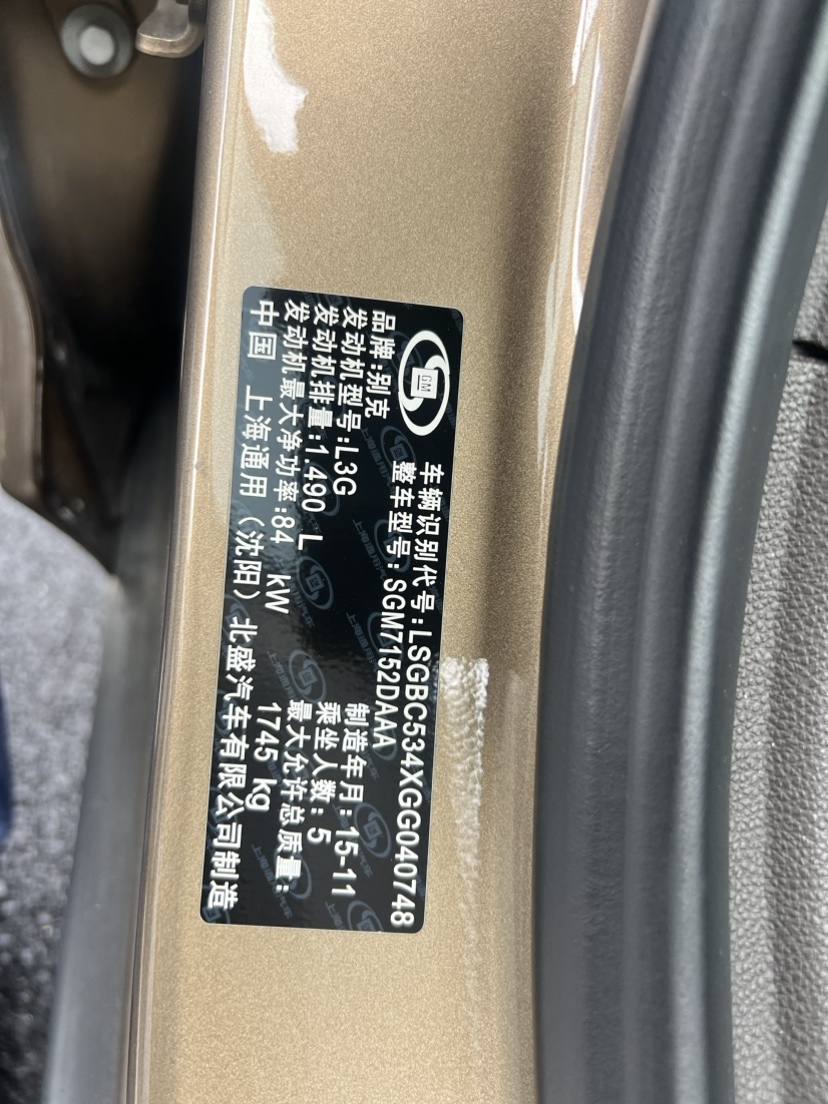 GM
车辆识别代号:LSGBC534XGG040748
品牌:别克 整车型号:SGM7152DAAA
发动机型号:L3G 制造年月:15-11
发动机排量:1.490 L 乘坐人数:5
发动机最大净功率:84 kW 最大允许总质量:1745 kg
中国 上海通用(沈阳)北盛汽车有限公司制造